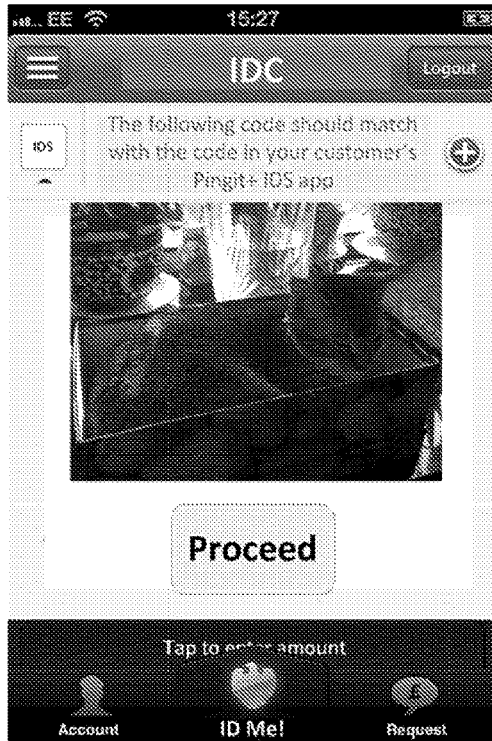 EE 15:27
IDC Logout
IOS
The following code should match
with the code in your customer's
Pingit+ IOS app
Proceed
Tap to enter amount
£
Account ID Me! Request